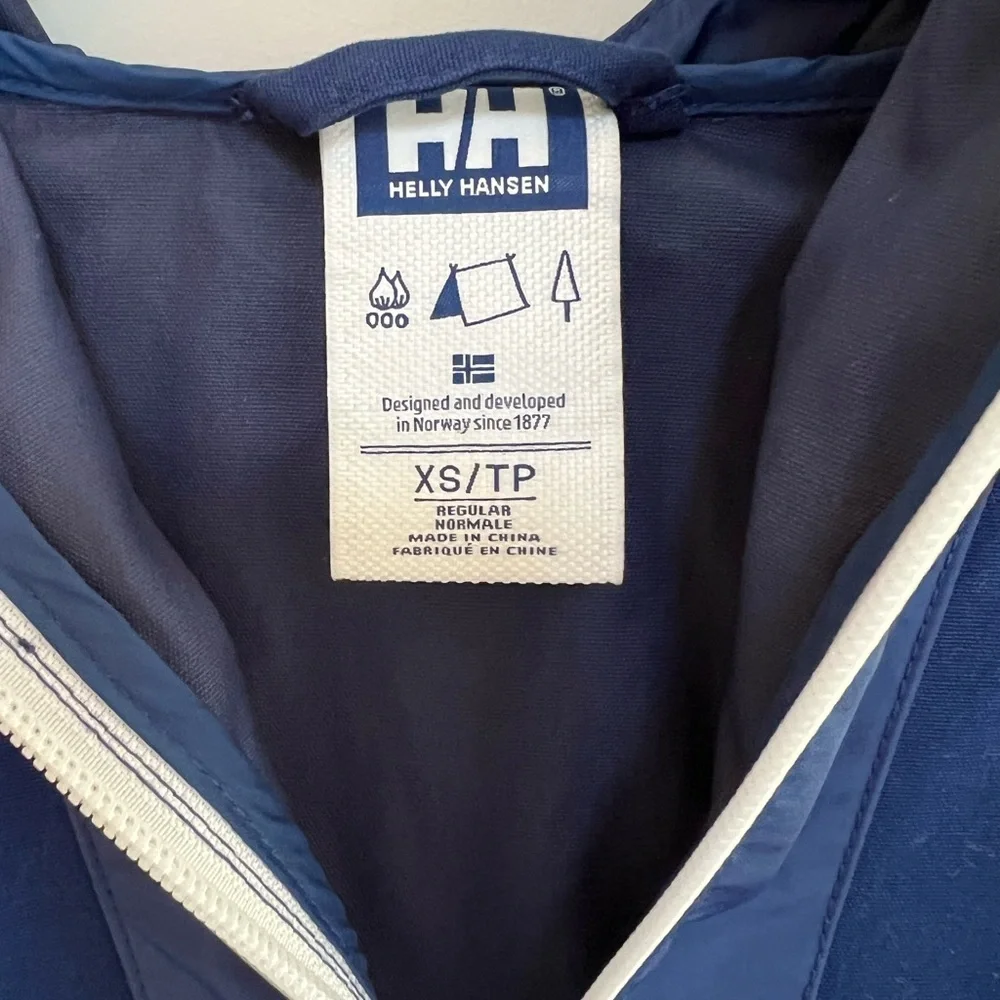 HH®
HELLY HANSEN
Designed and developed
in Norway since 1877
XS/TP
REGULAR
NORMALE
MADE IN CHINA
FABRIQUÉ EN CHINE